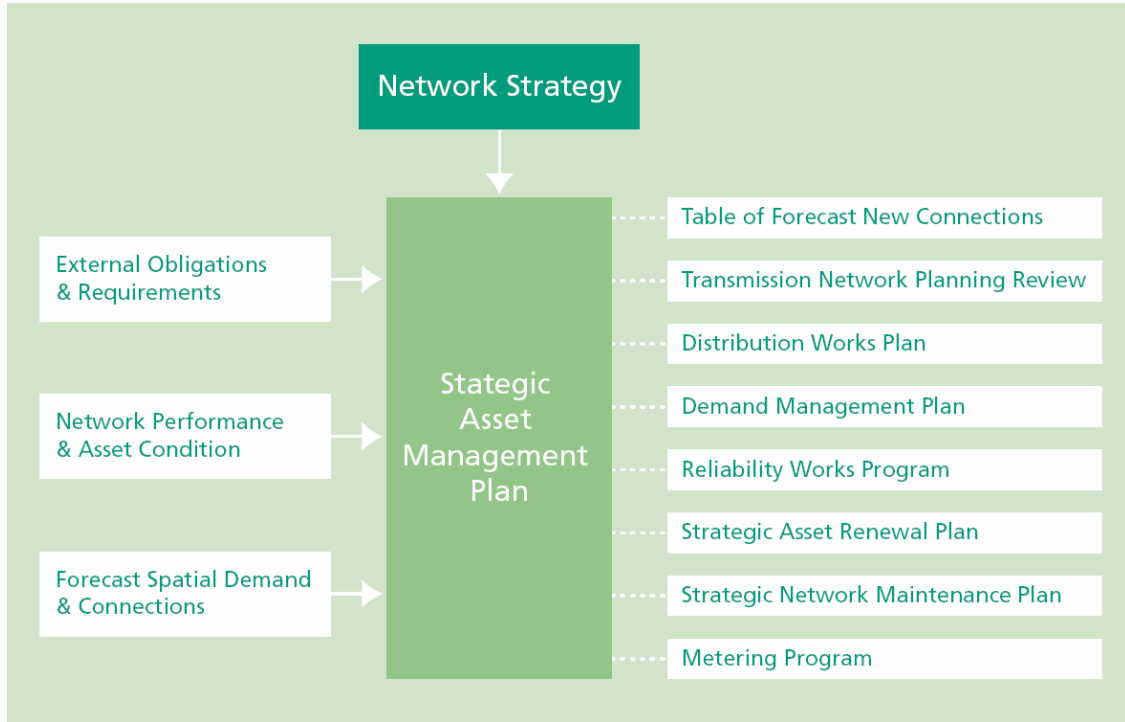 Network Strategy
External Obligations
& Requirements
Network Performance
& Asset Condition
Forecast Spatial Demand
& Connections
Stategic
Asset
Management
Plan
Table of Forecast New Connections
Transmission Network Planning Review
Distribution Works Plan
Demand Management Plan
Reliability Works Program
Strategic Asset Renewal Plan
Strategic Network Maintenance Plan
Metering Program